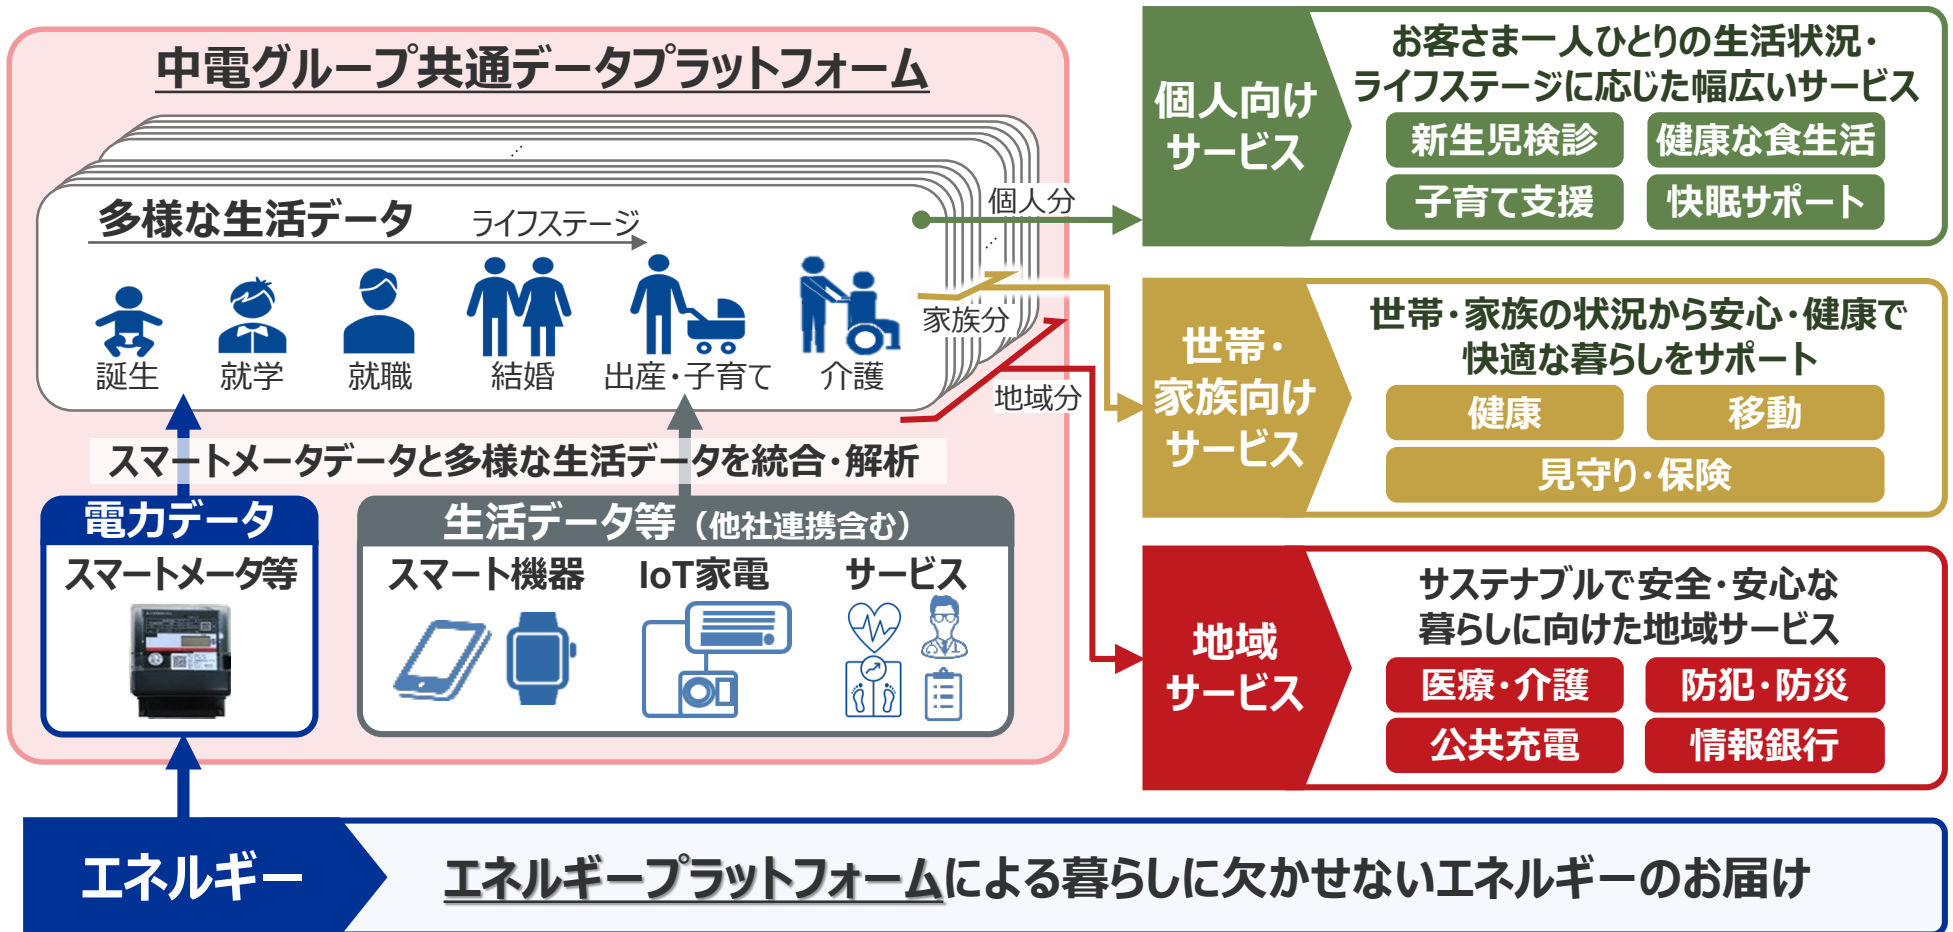 中電グループ共通データプラットフォーム
多様な生活データ
ライフステージ
誕生
就学
就職
結婚
出産・子育て
介護
個人分
家族分
地域分
スマートメータデータと多様な生活データを統合・解析
電力データ
スマートメータ等
生活データ等（他社連携含む）
スマート機器
IoT家電
サービス
個人向け
サービス
お客さま一人ひとりの生活状況・
ライフステージに応じた幅広いサービス
新生児検診
健康な食生活
子育て支援
快眠サポート
世帯・
家族向け
サービス
世帯・家族の状況から安心・健康で
快適な暮らしをサポート
健康
移動
見守り・保険
地域
サービス
サステナブルで安全・安心な
暮らしに向けた地域サービス
医療・介護
防犯・防災
公共充電
情報銀行
エネルギー
エネルギープラットフォームによる暮らしに欠かせないエネルギーのお届け